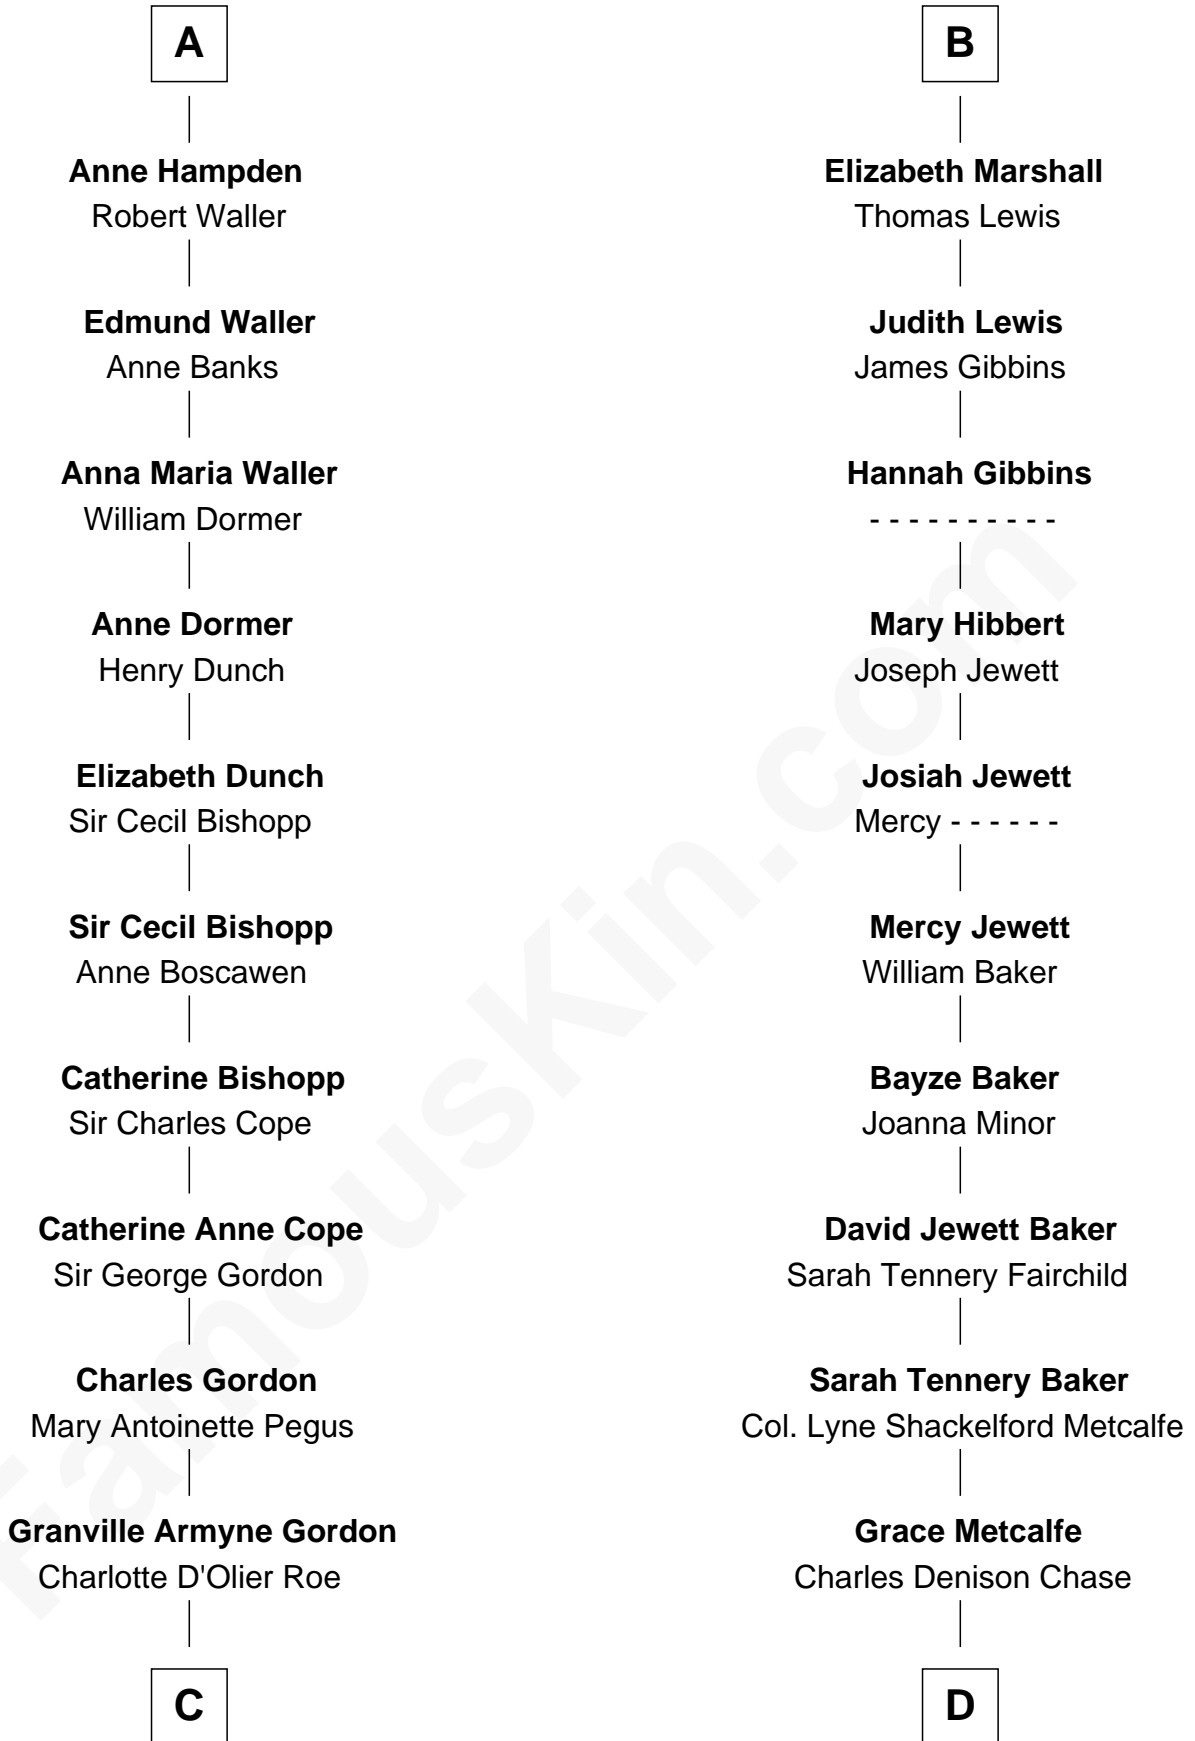 A
Anne Hampden
Robert Waller
Edmund Waller
Anne Banks
Anna Maria Waller
William Dormer
Anne Dormer
Henry Dunch
Elizabeth Dunch
Sir Cecil Bishopp
Sir Cecil Bishopp
Anne Boscawen
Catherine Bishopp
Sir Charles Cope
Catherine Anne Cope
Sir George Gordon
Charles Gordon
Mary Antoinette Pegus
Granville Armyne Gordon
Charlotte D'Olier Roe
C
B
Elizabeth Marshall
Thomas Lewis
Judith Lewis
James Gibbins
Hannah Gibbins
- - - - - - - - - -
Mary Hibbert
Joseph Jewett
Josiah Jewett
Mercy - - - - - -
Mercy Jewett
William Baker
Bayze Baker
Joanna Minor
David Jewett Baker
Sarah Tennery Fairchild
Sarah Tennery Baker
Col. Lyne Shackelford Metcalfe
Grace Metcalfe
Charles Denison Chase
D
FamousKin.com